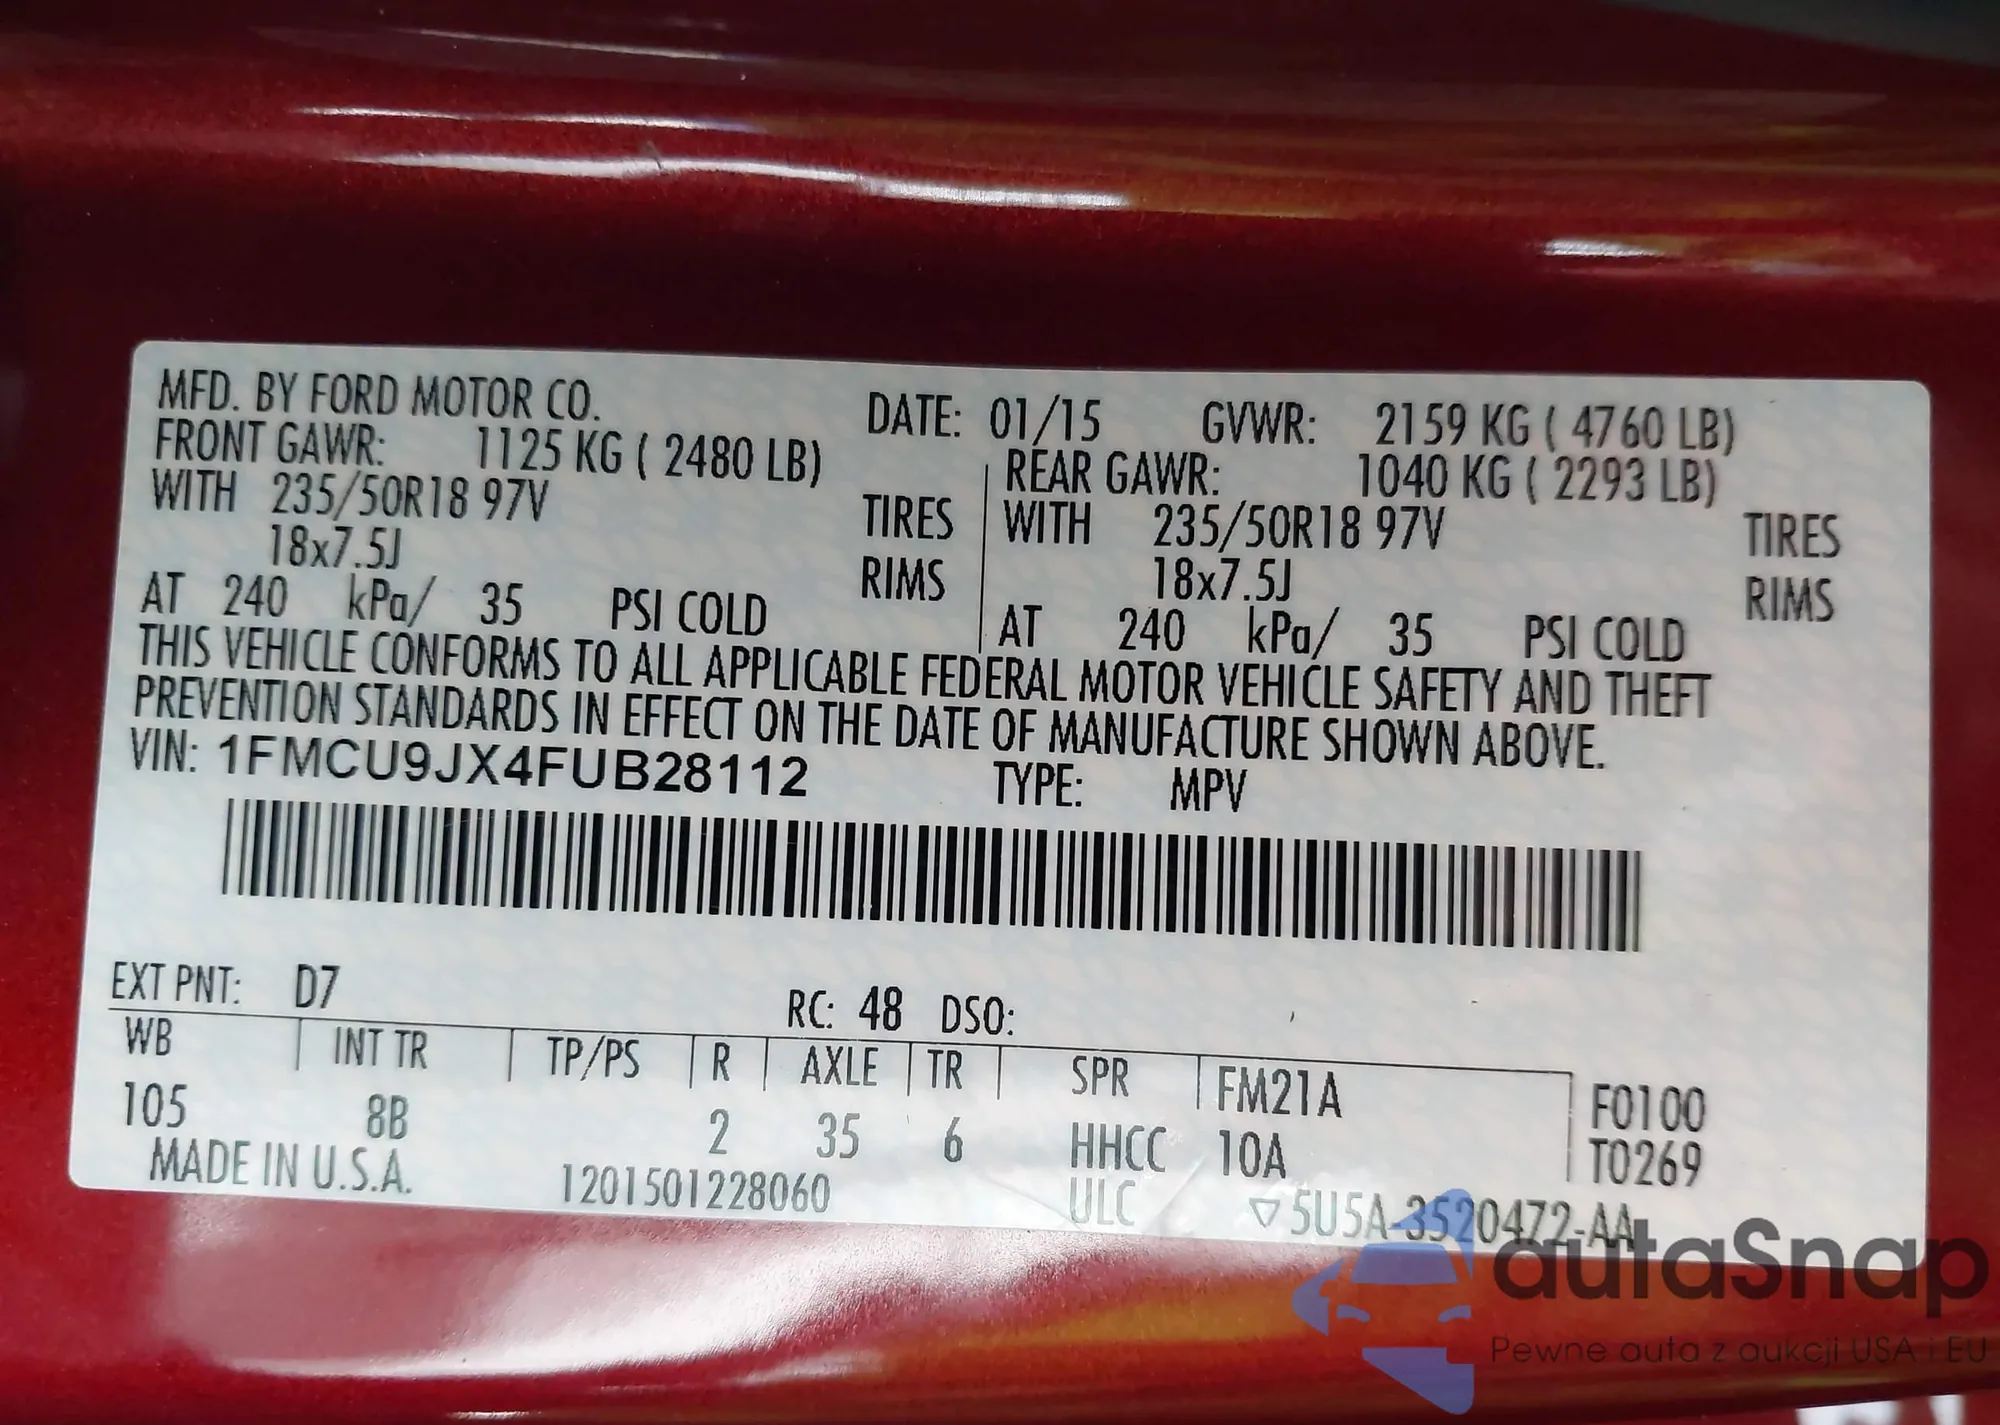 MFD. BY FORD MOTOR CO. DATE: 01/15 GVWR: 2159 KG ( 4760 LB)
FRONT GAWR: 1125 KG ( 2480 LB) REAR GAWR: 1040 KG ( 2293 LB)
WITH 235/50R18 97V TIRES WITH 235/50R18 97V TIRES
18x7.5J RIMS 18x7.5J RIMS
AT 240 kPa/ 35 PSI COLD AT 240 kPa/ 35 PSI COLD
THIS VEHICLE CONFORMS TO ALL APPLICABLE FEDERAL MOTOR VEHICLE SAFETY AND THEFT
PREVENTION STANDARDS IN EFFECT ON THE DATE OF MANUFACTURE SHOWN ABOVE.
VIN: 1FMCU9JX4FUB28112 TYPE: MPV
EXT PNT: D7 RC: 48 DSO:
WB INT TR TP/PS R AXLE TR SPR FM21A F0100
105 8B 2 35 6 HHCC 10A T0269
MADE IN U.S.A. 1201501228060 ULC ▽5U5A-3520472-AA
autaSnap
Pewne auta z aukcji USA i EU